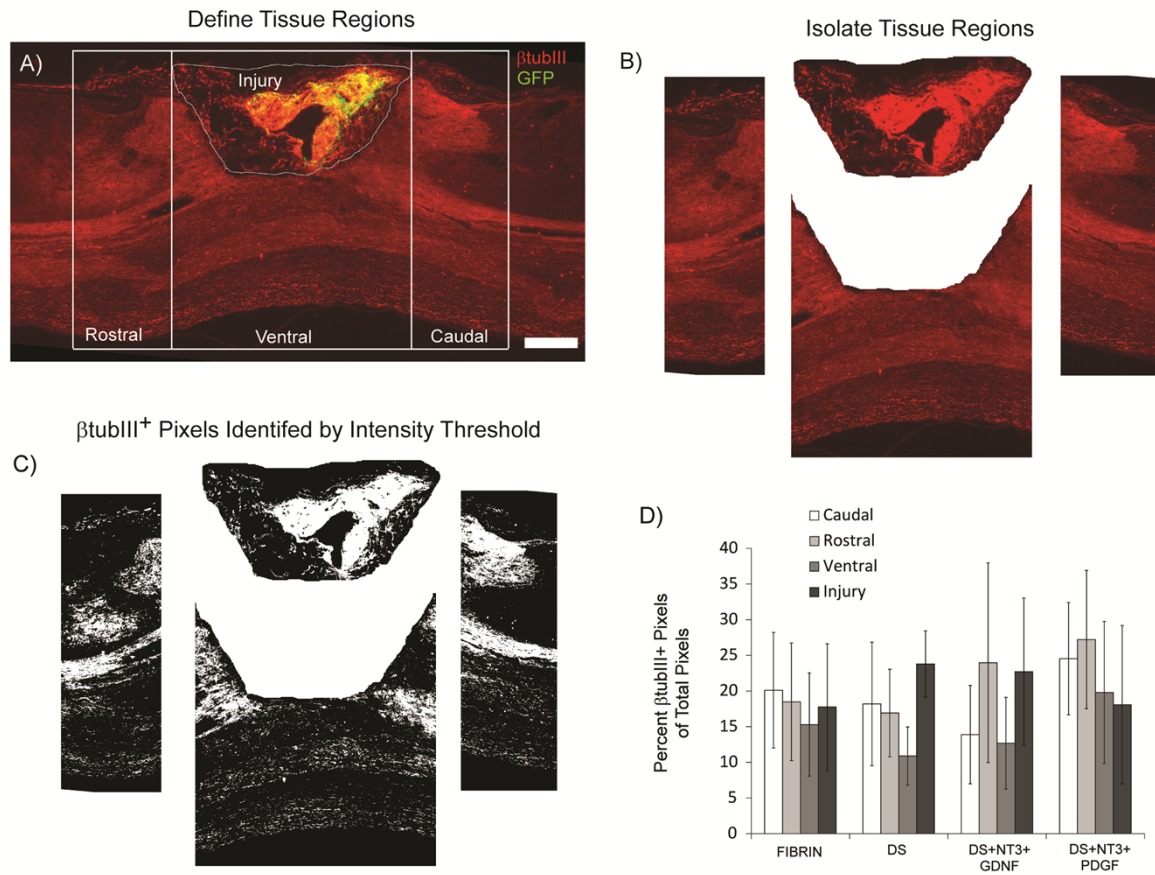 Define Tissue Regions
A)
βtubIII
GFP
Injury
Rostral
Ventral
Caudal
Isolate Tissue Regions
B)
βtubIII+ Pixels Identifed by Intensity Threshold
C)
D)
Caudal
Rostral
Ventral
Injury
Percent βtubIII+ Pixels
of Total Pixels
40
35
30
25
20
15
10
5
0
FIBRIN
DS
DS+NT3+
GDNF
DS+NT3+
PDGF